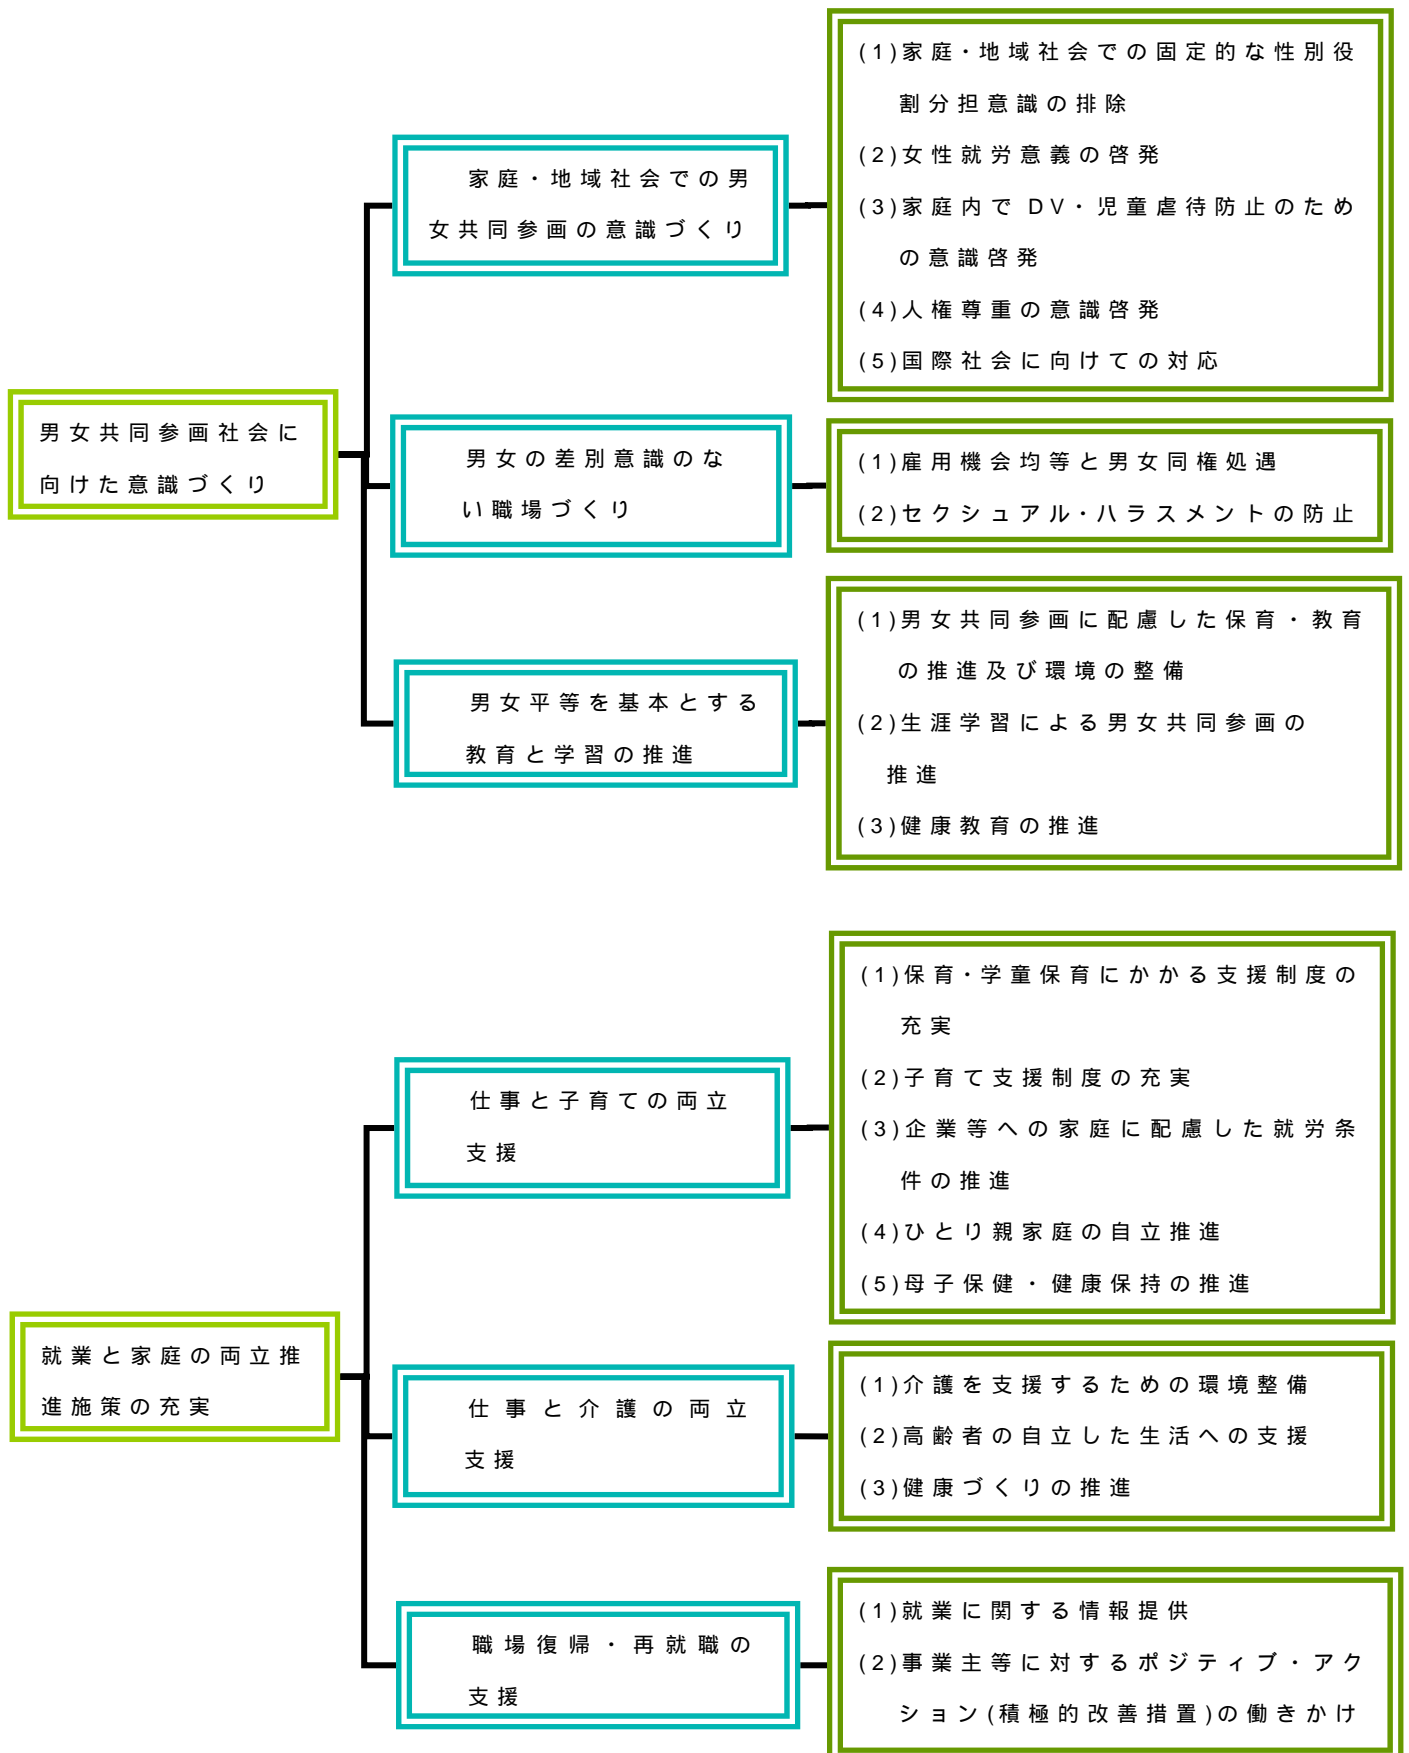 男女共同参画社会に
向けた意識づくり
家庭・地域社会での男
女共同参画の意識づくり
(1)家庭・地域社会での固定的な性別役
割分担意識の排除
(2)女性就労意義の啓発
(3)家庭内で DV・児童虐待防止のため
の意識啓発
(4)人権尊重の意識啓発
(5)国際社会に向けての対応
男女の差別意識のな
い職場づくり
(1)雇用機会均等と男女同権処遇
(2)セクシュアル・ハラスメントの防止
男女平等を基本とする
教育と学習の推進
(1)男女共同参画に配慮した保育・教育
の推進及び環境の整備
(2)生涯学習による男女共同参画の
推進
(3)健康教育の推進
就業と家庭の両立推
進施策の充実
仕事と子育ての両立
支援
(1)保育・学童保育にかかる支援制度の
充実
(2)子育て支援制度の充実
(3)企業等への家庭に配慮した就労条
件の推進
(4)ひとり親家庭の自立推進
(5)母子保健・健康保持の推進
仕事と介護の両立
支援
(1)介護を支援するための環境整備
(2)高齢者の自立した生活への支援
(3)健康づくりの推進
職場復帰・再就職の
支援
(1)就業に関する情報提供
(2)事業主等に対するポジティブ・アク
ション(積極的改善措置)の働きかけ